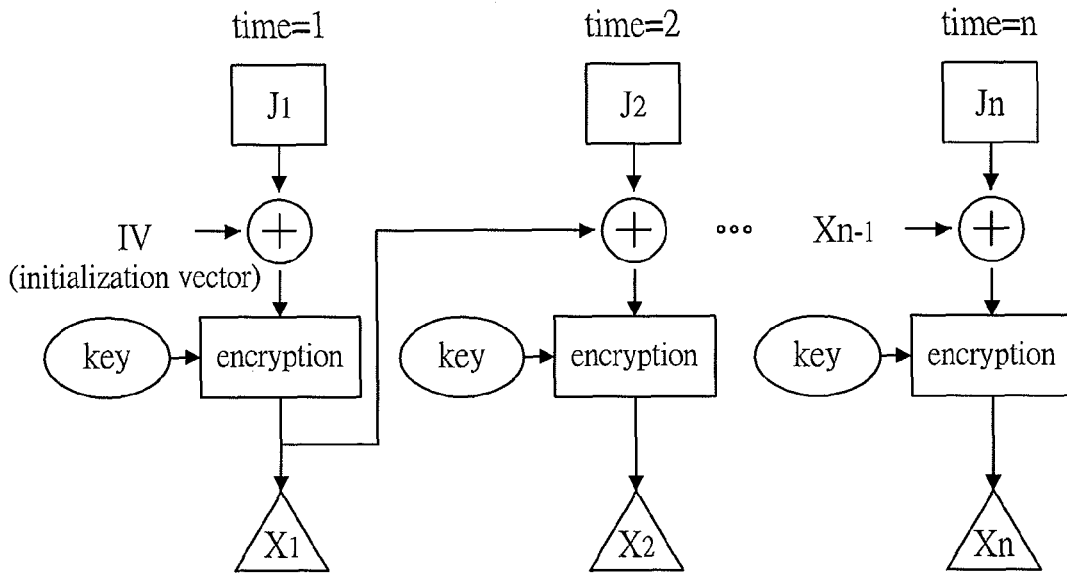 time=1 time=2 time=n
J1 J2 Jn
IV Xn-1
(initialization vector)
key encryption key encryption key encryption
X1 X2 Xn